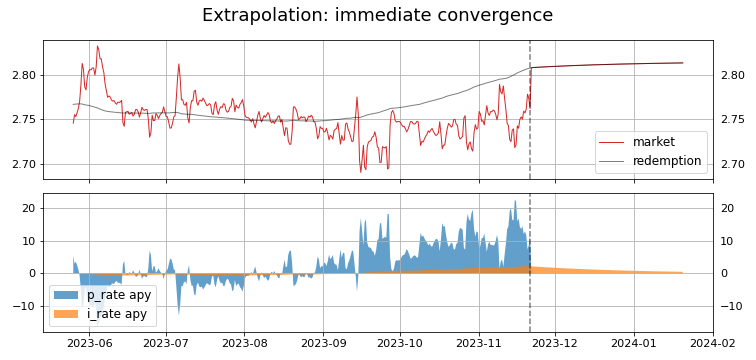 Extrapolation: immediate convergence
2.80 2.80
2.75 2.75
2.70 2.70
market
redemption
20 20
10 10
0 0
−10 −10
p_rate apy
i_rate apy
2023-06 2023-07 2023-08 2023-09 2023-10 2023-11 2023-12 2024-01 2024-02